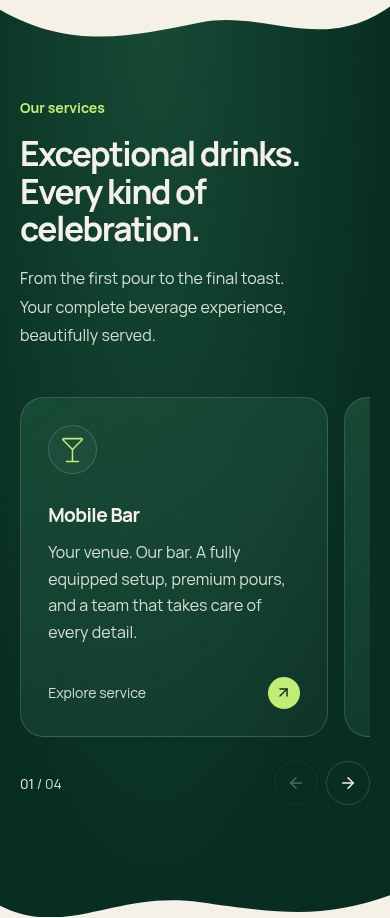 Our services
Exceptional drinks.
Every kind of
celebration.
From the first pour to the final toast.
Your complete beverage experience,
beautifully served.
Mobile Bar
Your venue. Our bar. A fully
equipped setup, premium pours,
and a team that takes care of
every detail.
Explore service
01 / 04